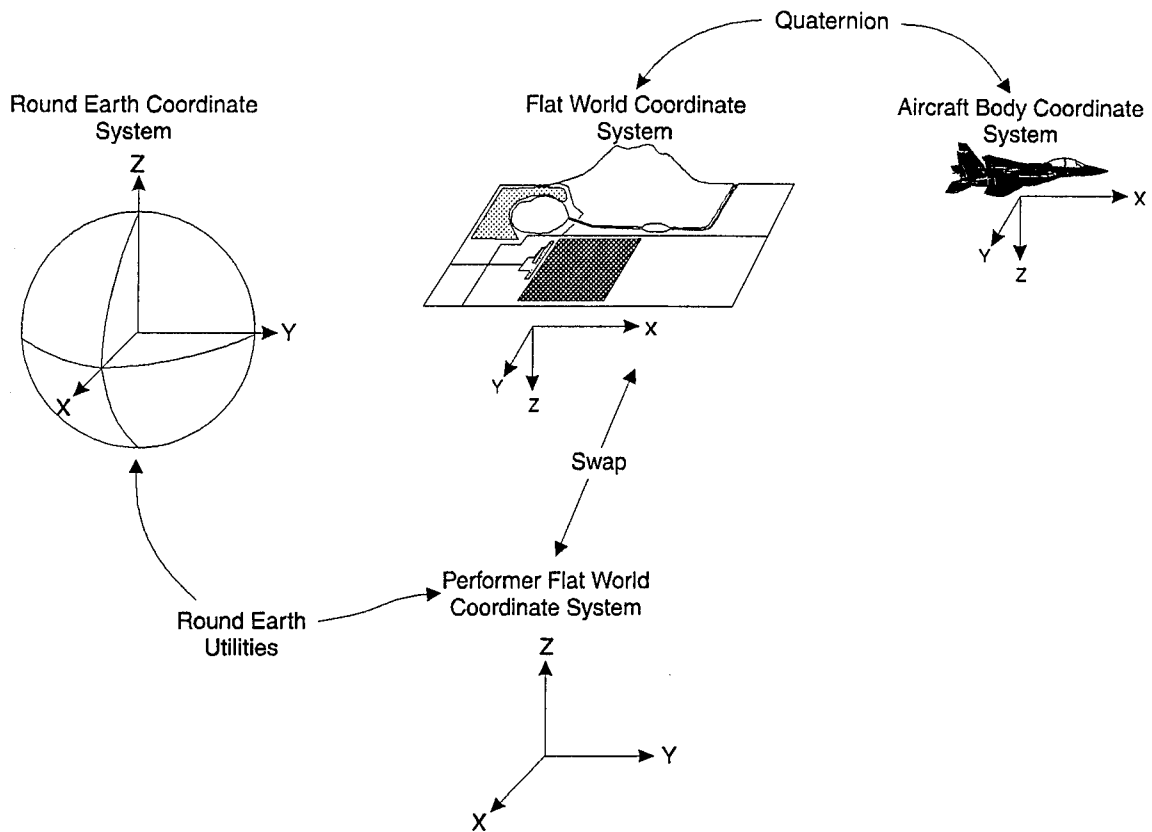 Quaternion
Round Earth Coordinate
System
Z
Y
X
Flat World Coordinate
System
X
Y
Z
Aircraft Body Coordinate
System
X
Y
Z
Swap
Round Earth
Utilities
Performer Flat World
Coordinate System
Z
Y
X